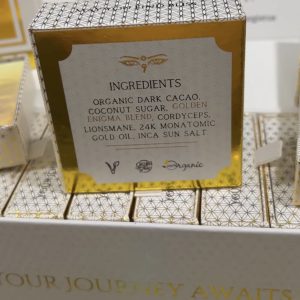 INGREDIENTS
ORGANIC DARK CACAO,
COCONUT SUGAR, GOLDEN
ENIGMA BLEND, CORDYCEPS,
LIONSMANE, 24K MONATOMIC
GOLD OIL, INCA SUN SALT
V
Organic
YOUR JOURNEY AWAITS